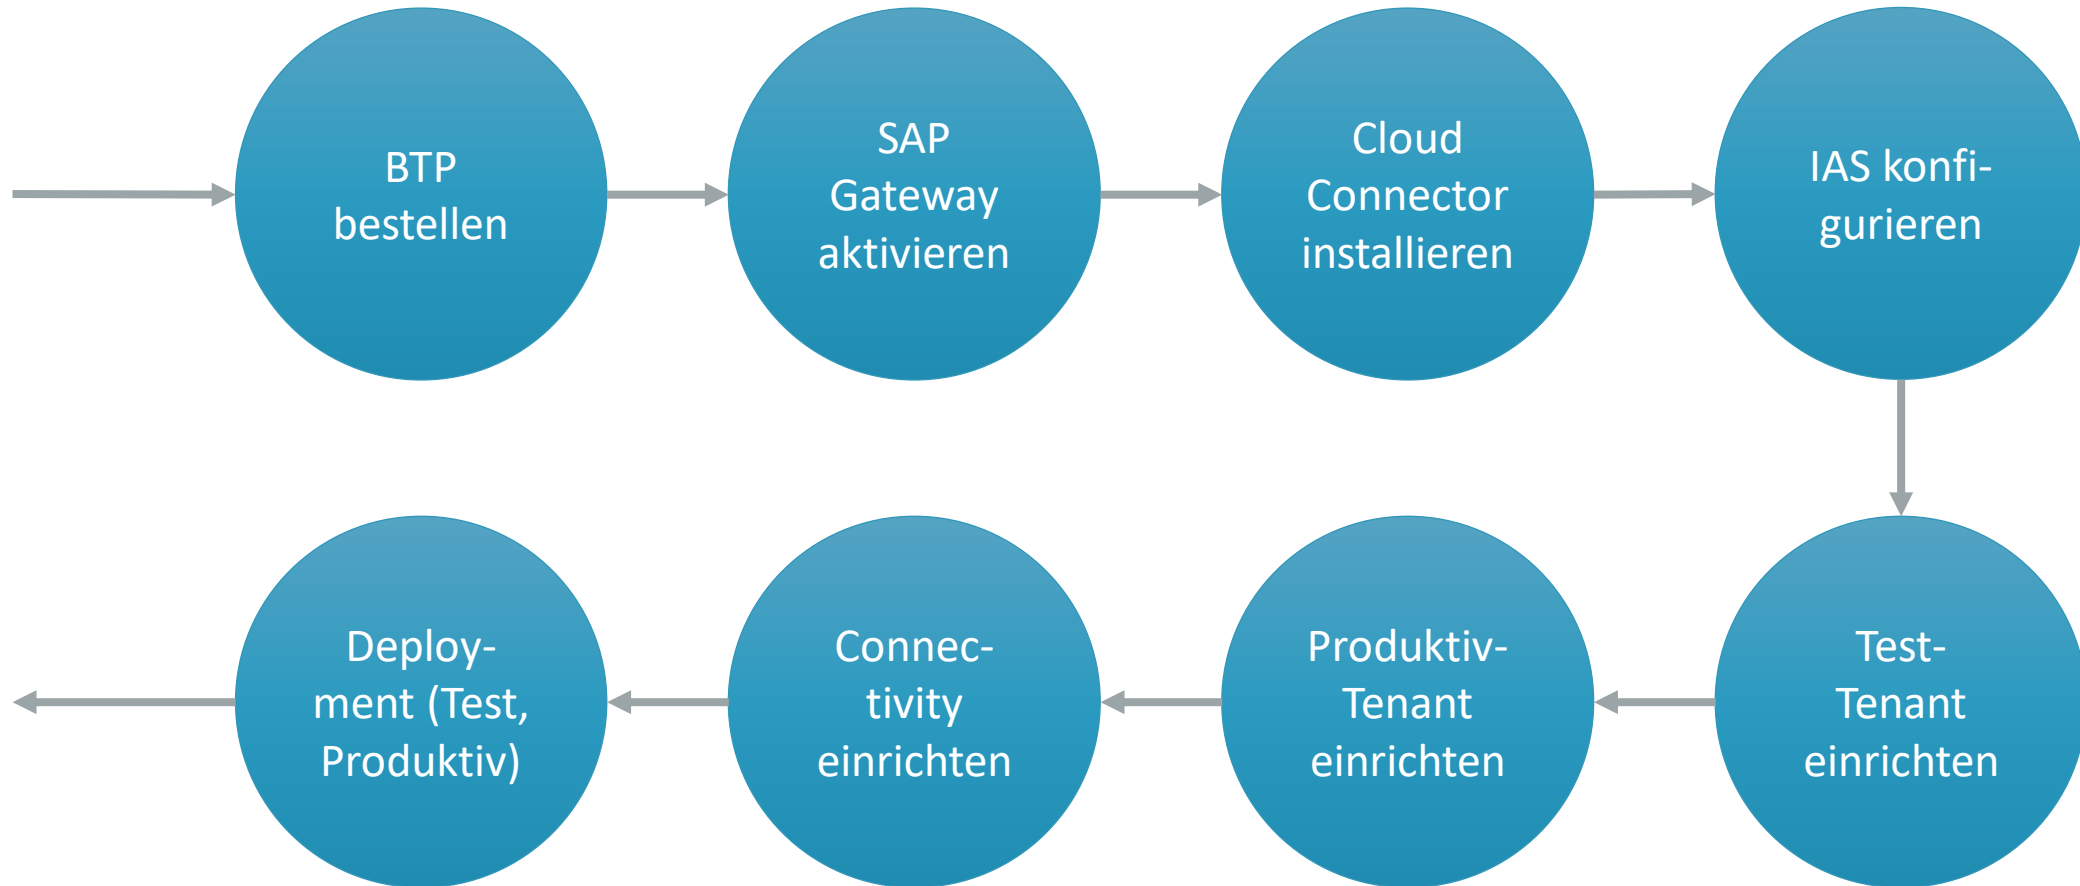 BTP
bestellen
SAP
Gateway
aktivieren
Cloud
Connector
installieren
IAS konfi-
gurieren
Test-
Tenant
einrichten
Produktiv-
Tenant
einrichten
Connec-
tivity
einrichten
Deploy-
ment (Test,
Produktiv)